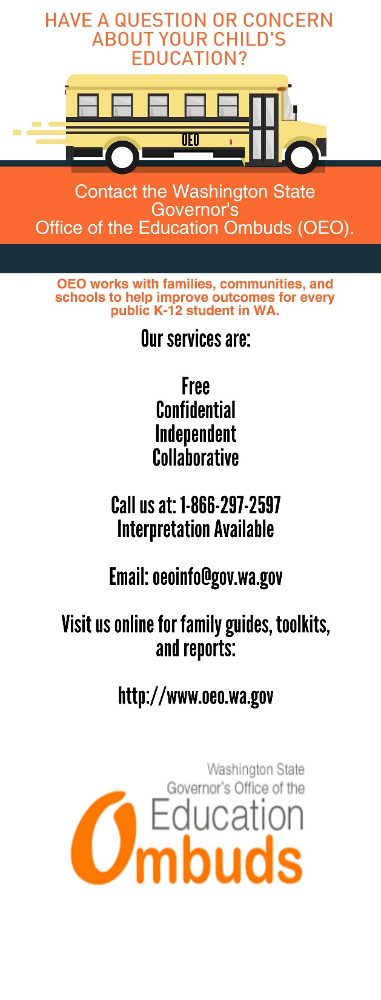 HAVE A QUESTION OR CONCERN
ABOUT YOUR CHILD'S
EDUCATION?
OEO
Contact the Washington State
Governor's
Office of the Education Ombuds (OEO).
OEO works with families, communities, and
schools to help improve outcomes for every
public K-12 student in WA.
Our services are:
Free
Confidential
Independent
Collaborative
Call us at: 1-866-297-2597
Interpretation Available
Email: oeoinfo@gov.wa.gov
Visit us online for family guides, toolkits,
and reports:
http://www.oeo.wa.gov
Washington State
Governor's Office of the
Education
Ombuds